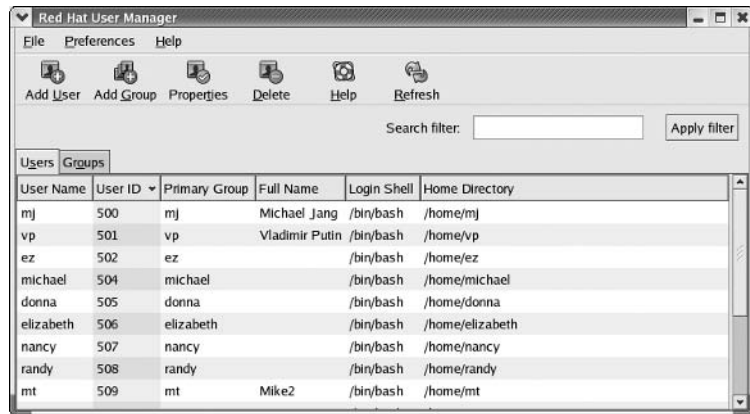 Red Hat User Manager
File Preferences Help
Add User Add Group Properties Delete Help Refresh
Search filter: Apply filter
Users Groups
User Name User ID Primary Group Full Name Login Shell Home Directory
mj 500 mj Michael Jang /bin/bash /home/mj
vp 501 vp Vladimir Putin /bin/bash /home/vp
ez 502 ez /bin/bash /home/ez
michael 504 michael /bin/bash /home/michael
donna 505 donna /bin/bash /home/donna
elizabeth 506 elizabeth /bin/bash /home/elizabeth
nancy 507 nancy /bin/bash /home/nancy
randy 508 randy /bin/bash /home/randy
mt 509 mt Mike2 /bin/bash /home/mt